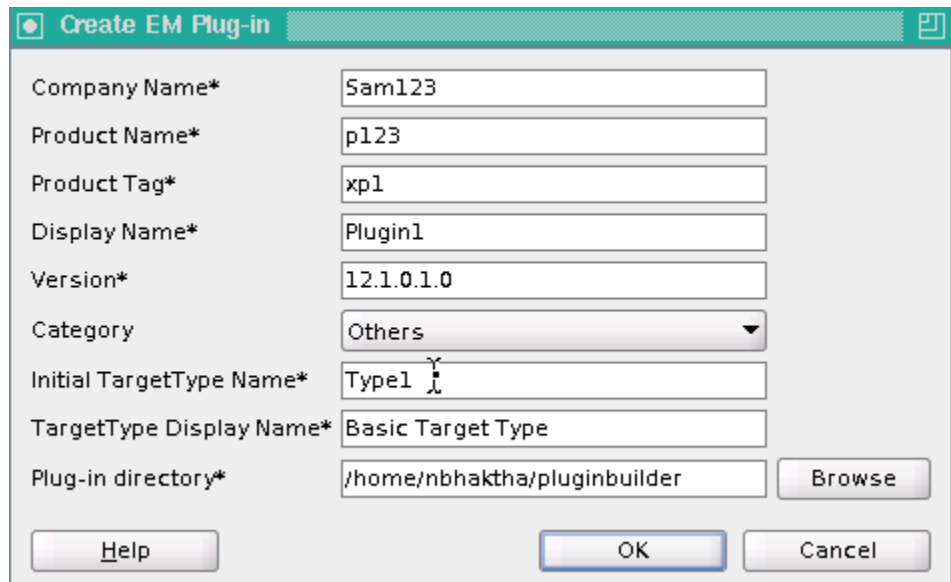 Create EM Plug-in
Company Name* Sam123
Product Name* p123
Product Tag* xp1
Display Name* Plugin1
Version* 12.1.0.1.0
Category Others
Initial TargetType Name* Type1
TargetType Display Name* Basic Target Type
Plug-in directory* /home/nbhaktha/pluginbuilder Browse
Help OK Cancel